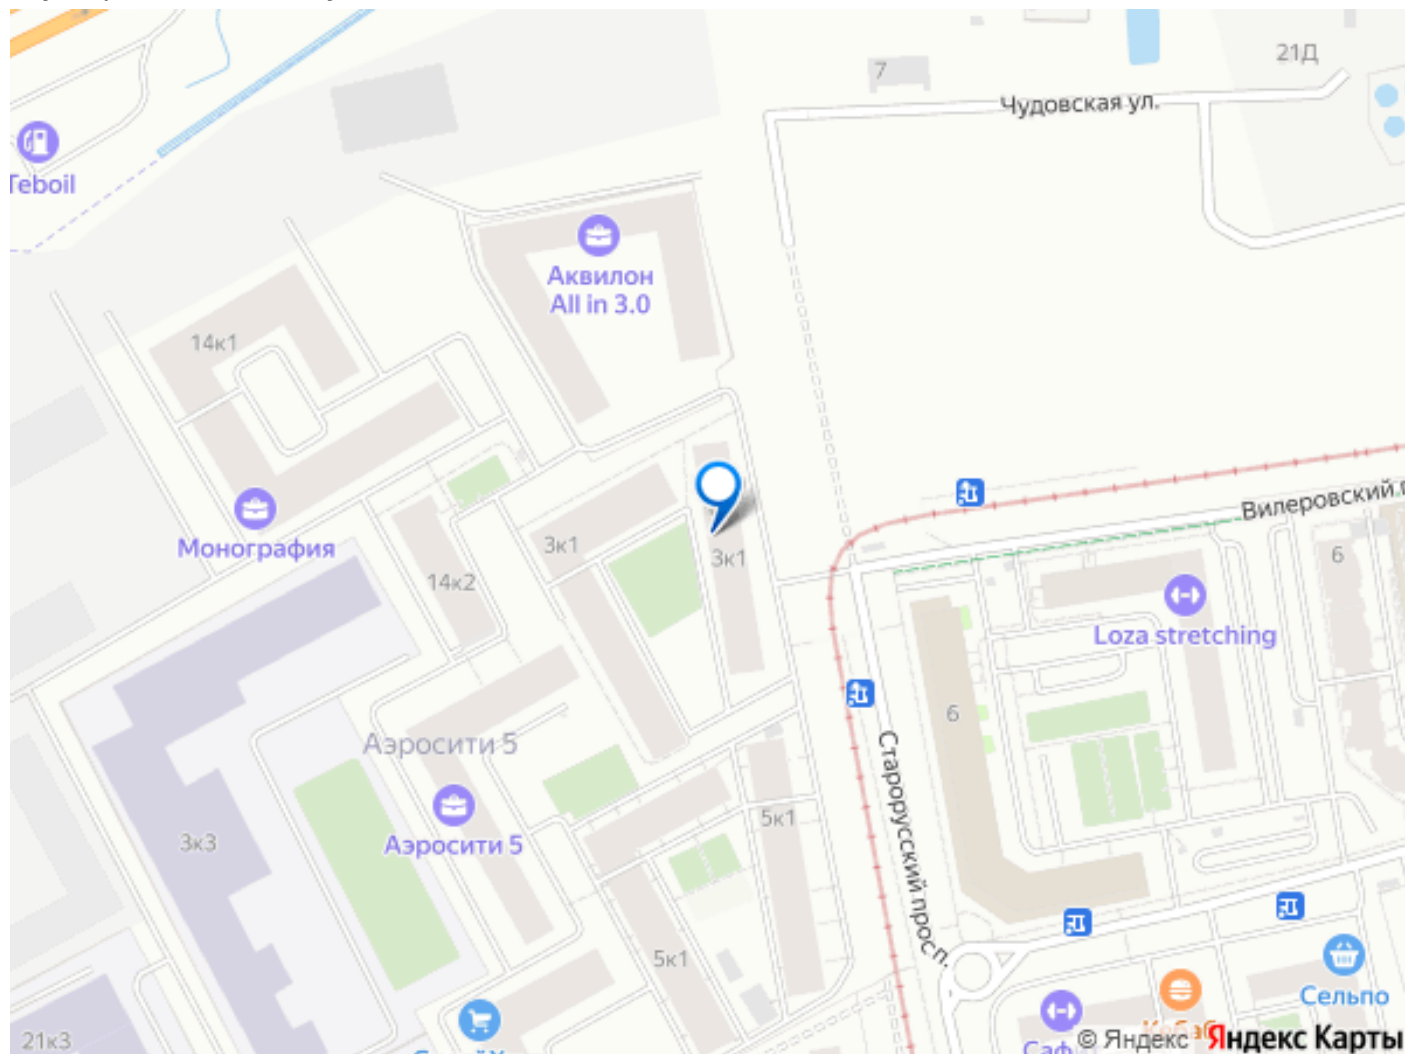 21Д
7
Чудовская ул.
Teboil
Аквилон
All in 3.0
14к1
Вилеровский
Монография
3к1
3к1
6
14к2
Loza stretching
6
Аэросити 5
Старорусский просп.
5к1
3к3
Аэросити 5
5к1
Сельпо
21к3
© Яндекс Яндекс Карты